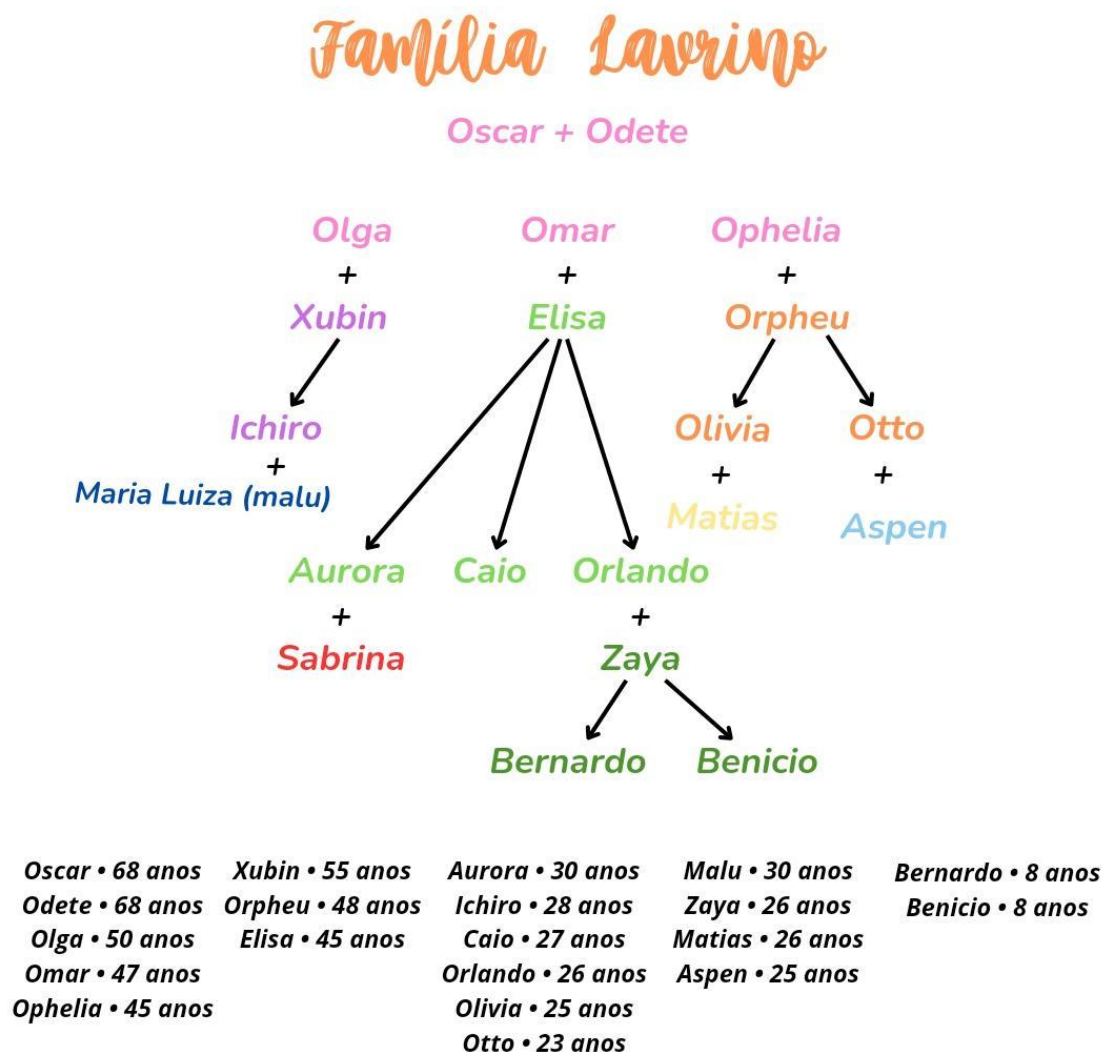 Família Lavrino
Oscar + Odete
Olga Omar Ophelia
+ + +
Xubin Elisa Orpheu
Ichiro Olivia Otto
+ + +
Maria Luiza (malu) Matias Aspen
Aurora Caio Orlando
+ +
Sabrina Zaya
Bernardo Benicio
Oscar • 68 anos
Odete • 68 anos
Olga • 50 anos
Omar • 47 anos
Ophelia • 45 anos
Xubin • 55 anos
Orpheu • 48 anos
Elisa • 45 anos
Aurora • 30 anos
Ichiro • 28 anos
Caio • 27 anos
Orlando • 26 anos
Olivia • 25 anos
Otto • 23 anos
Malu • 30 anos
Zaya • 26 anos
Matias • 26 anos
Aspen • 25 anos
Bernardo • 8 anos
Benicio • 8 anos